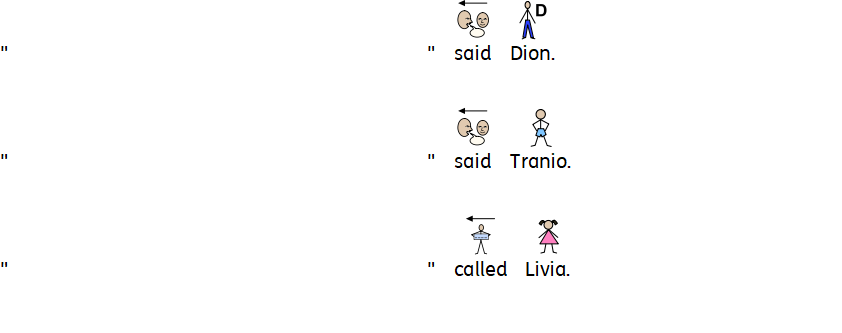 D
" " said Dion.
" " said Tranio.
" " called Livia.